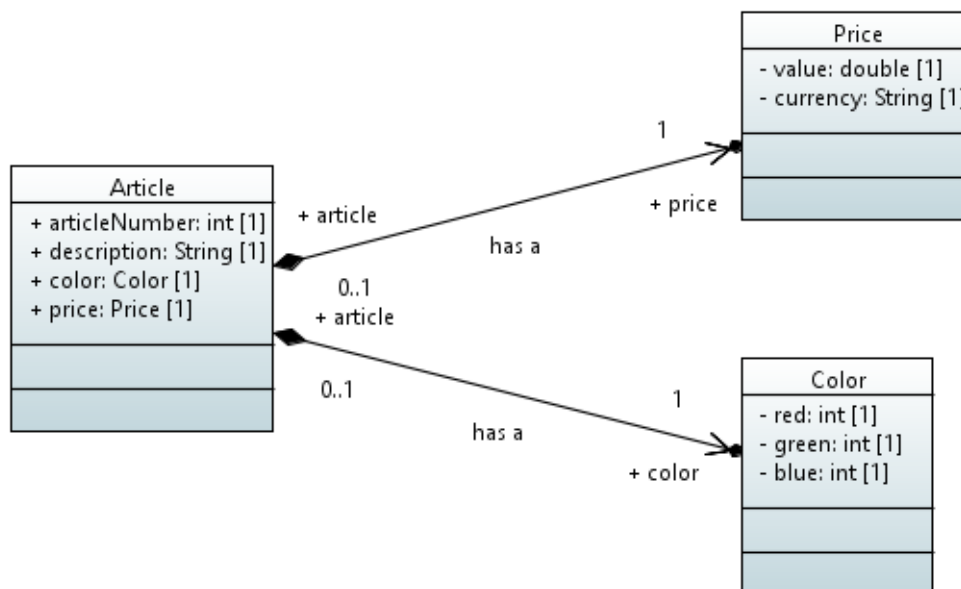 Price
- value: double [1]
- currency: String [1]
1
+ price
Article
+ articleNumber: int [1]
+ description: String [1]
+ color: Color [1]
+ price: Price [1]
+ article
has a
0..1
+ article
0..1
has a
1
+ color
Color
- red: int [1]
- green: int [1]
- blue: int [1]